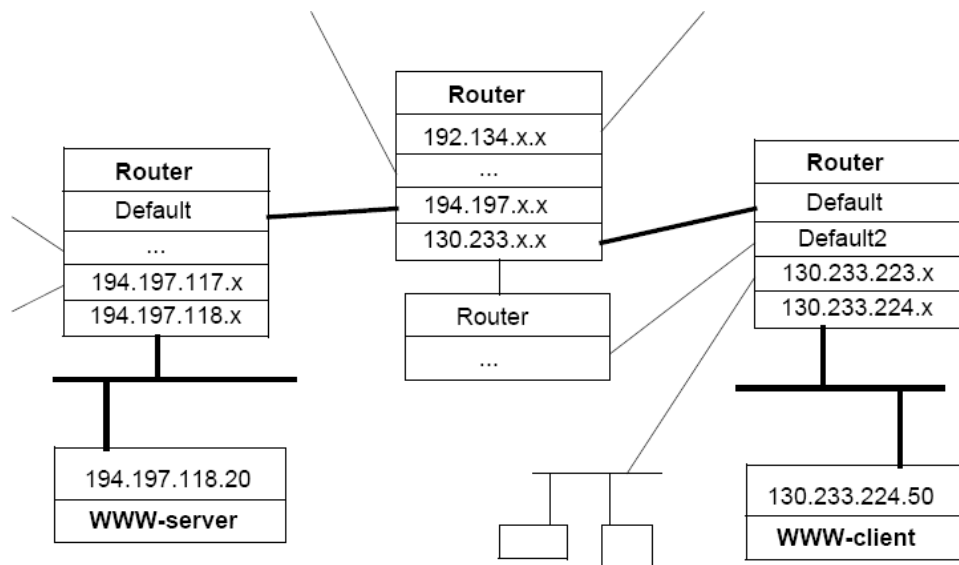 Router
Default
...
194.197.117.x
194.197.118.x
194.197.118.20
WWW-server
Router
192.134.x.x
...
194.197.x.x
130.233.x.x
Router
...
Router
Default
Default2
130.233.223.x
130.233.224.x
130.233.224.50
WWW-client